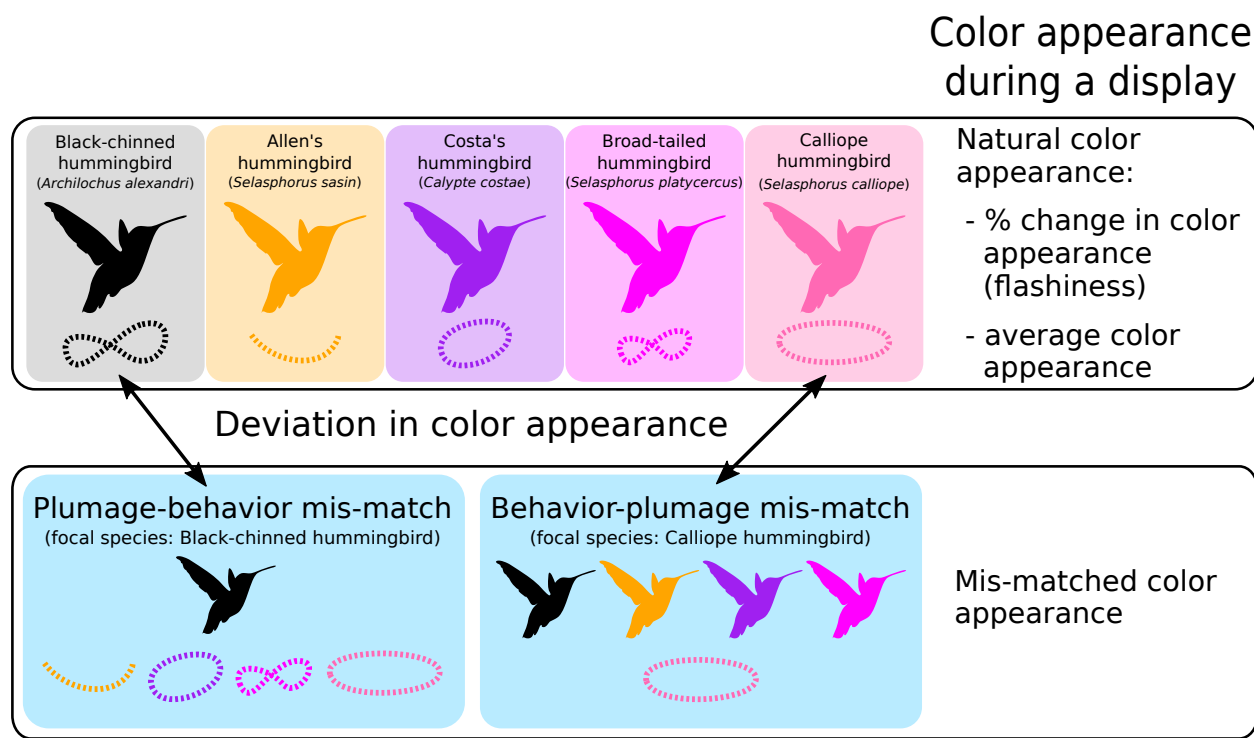 Color appearance
during a display
Black-chinned
hummingbird
(Archilochus alexandri)
Allen's
hummingbird
(Selasphorus sasin)
Costa's
hummingbird
(Calypte costae)
Broad-tailed
hummingbird
(Selasphorus platycercus)
Calliope
hummingbird
(Selasphorus calliope)
Natural color
appearance:
- % change in color
appearance
(flashiness)
- average color
appearance
Deviation in color appearance
Plumage-behavior mis-match
(focal species: Black-chinned hummingbird)
Behavior-plumage mis-match
(focal species: Calliope hummingbird)
Mis-matched color
appearance